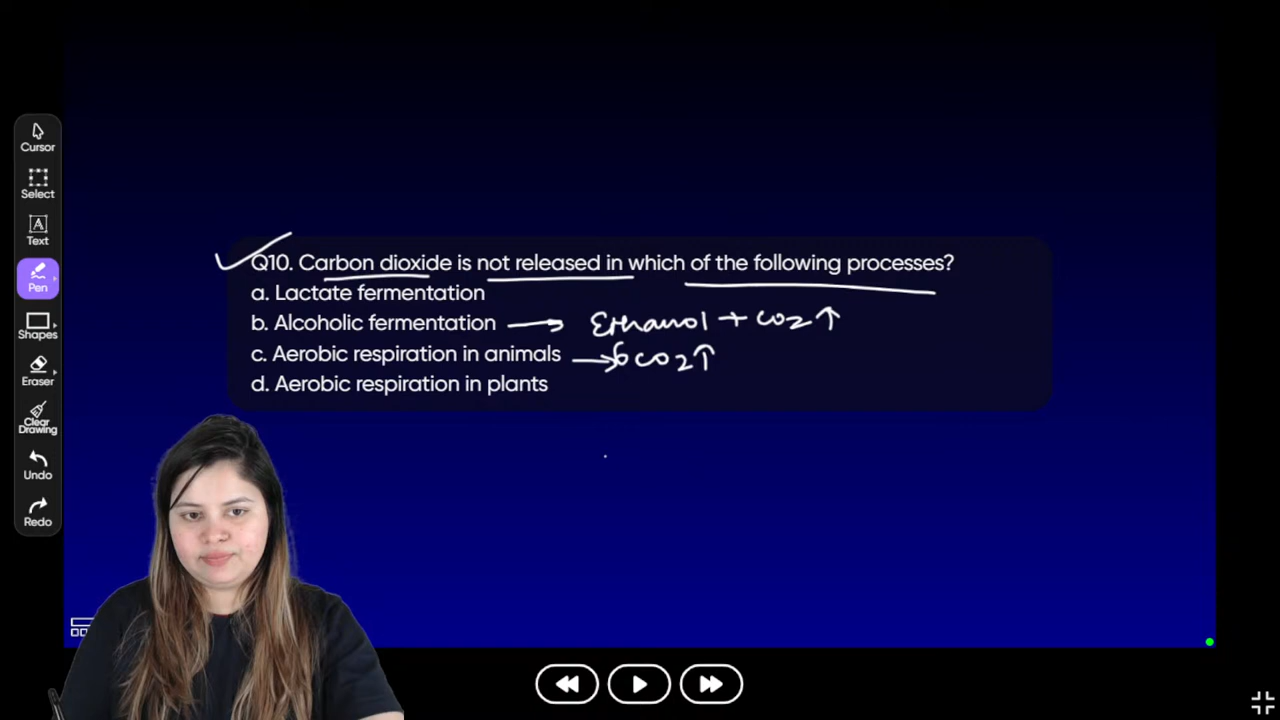 Cursor
Select
Text
Pen
Shapes
Eraser
Clear
Drawing
Undo
Redo
Q10. Carbon dioxide is not released in which of the following processes?
a. Lactate fermentation
b. Alcoholic fermentation → Ethanol + CO2 ↑
c. Aerobic respiration in animals → 6CO2 ↑
d. Aerobic respiration in plants